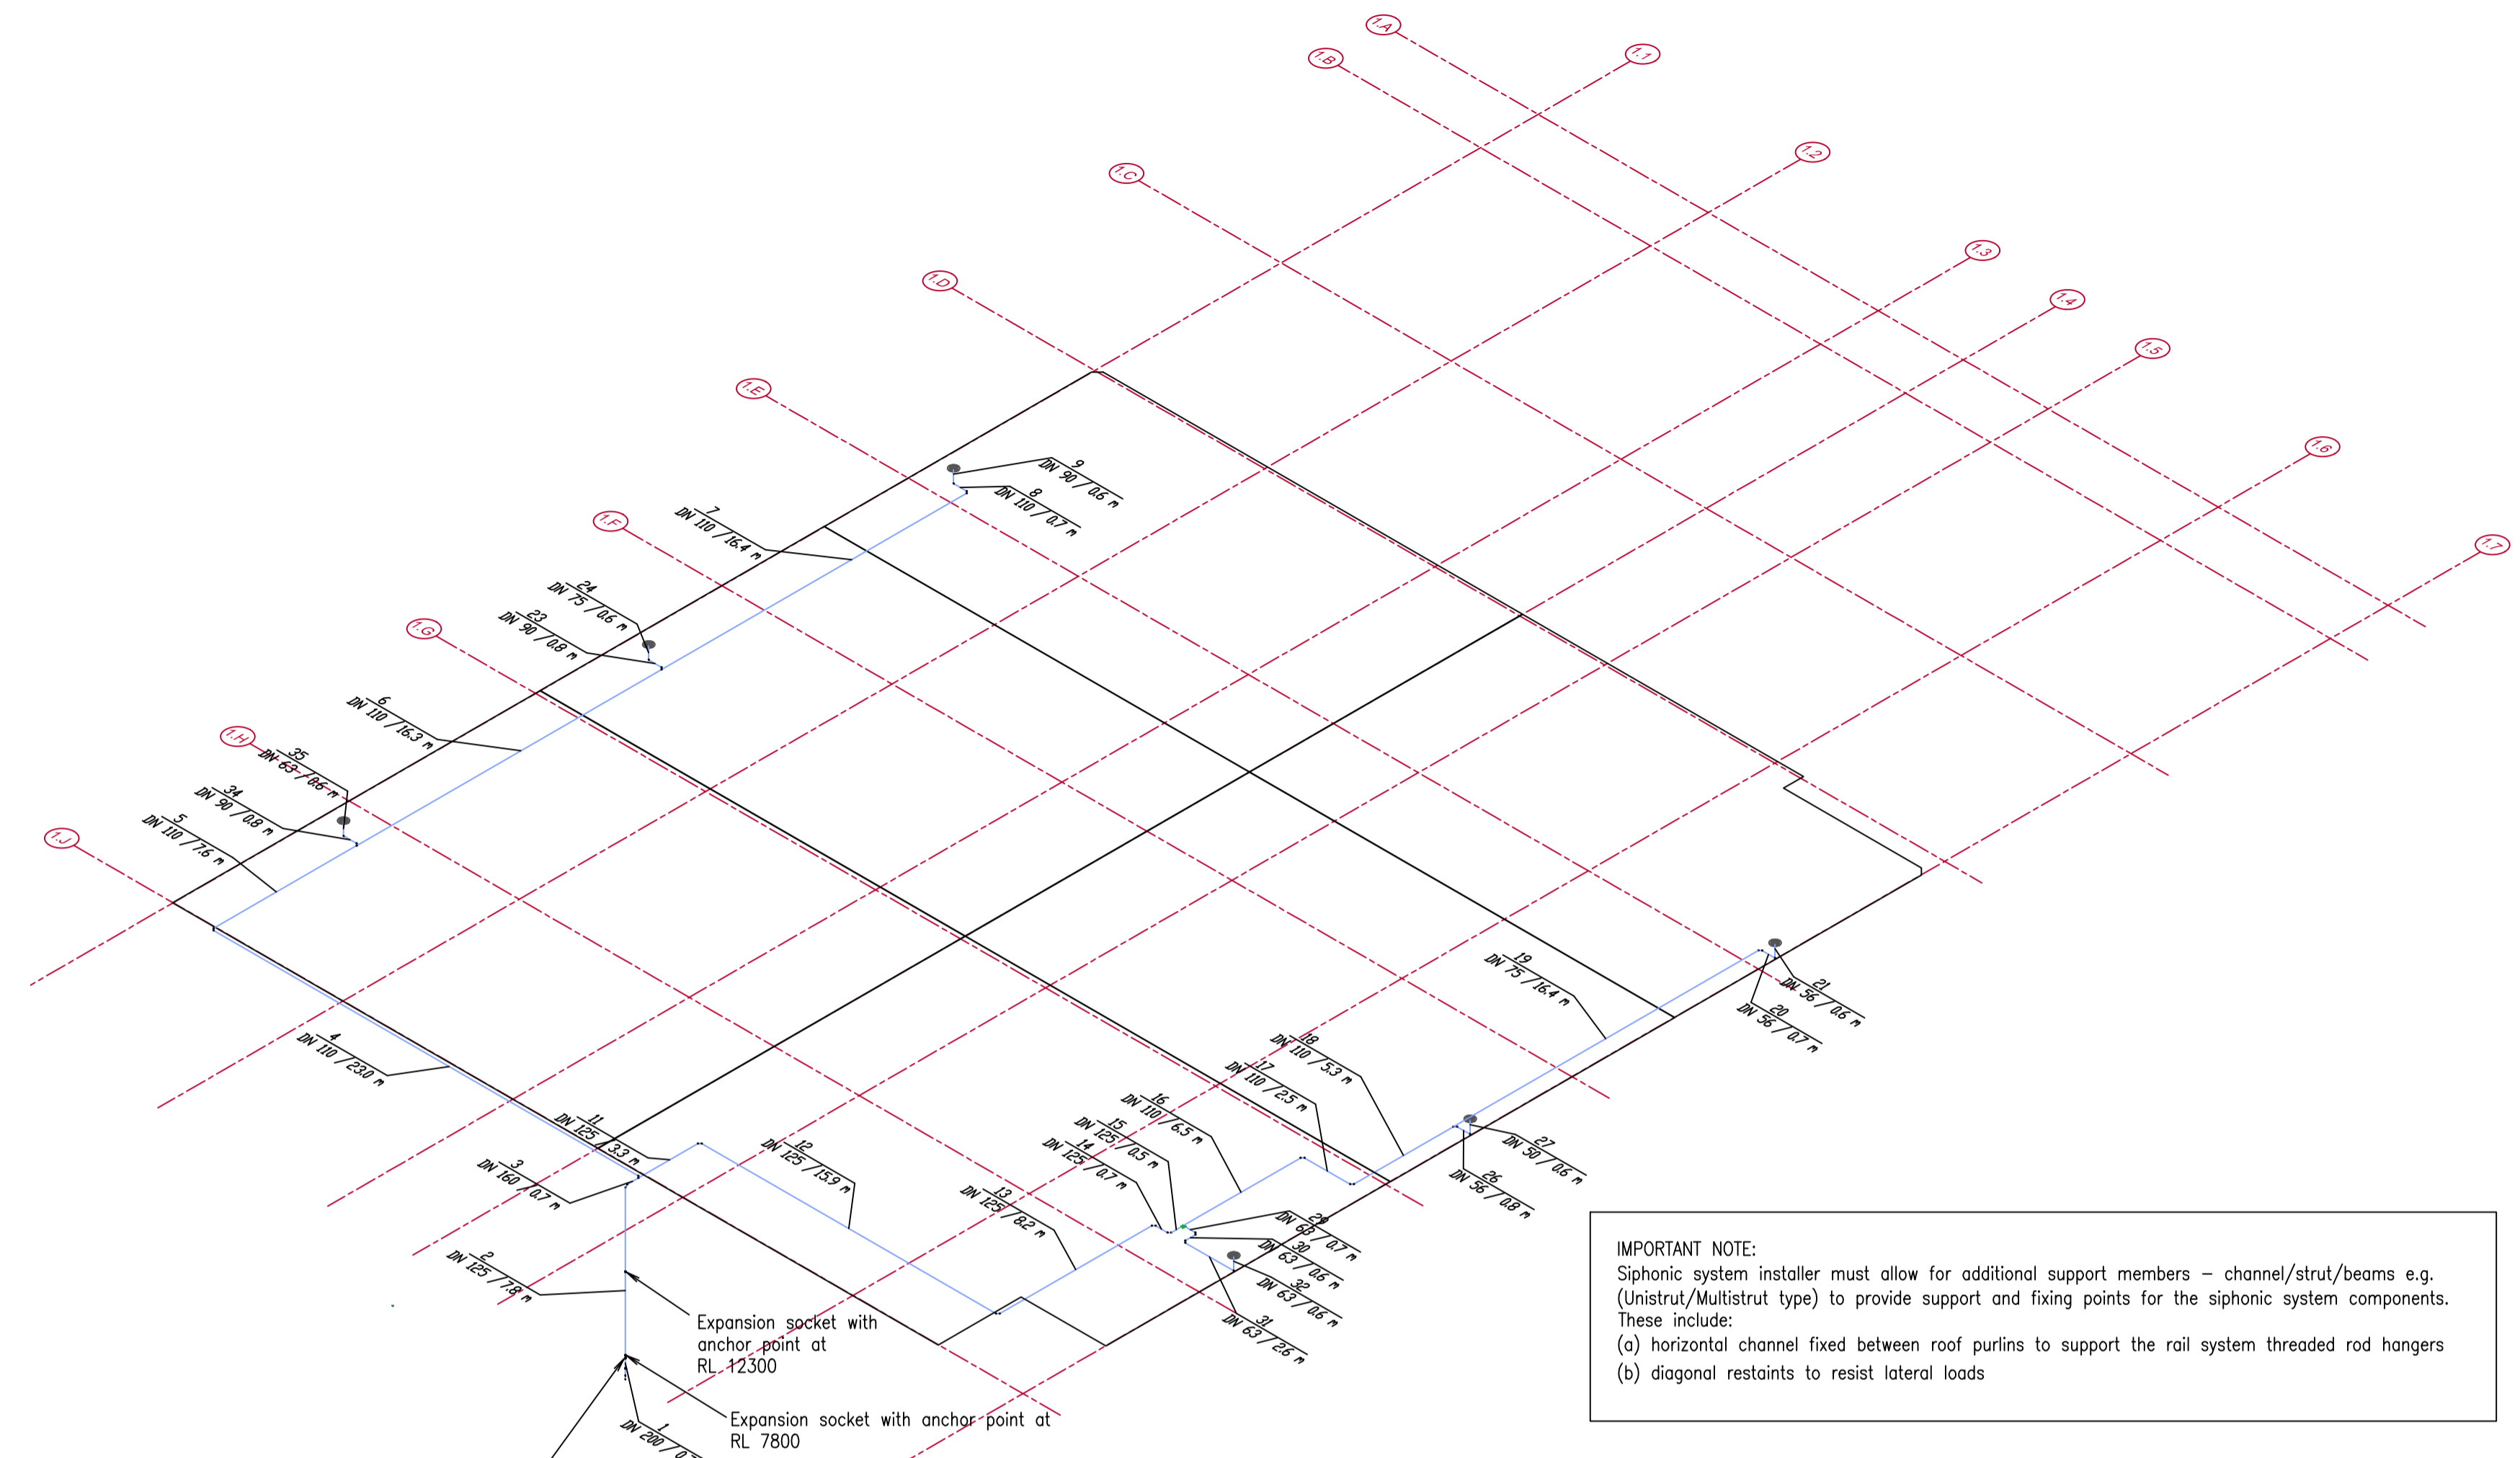 1.A
1.1
1.B
1.2
1.C
1.3
1.D
1.4
1.5
1.E
1.6
1.F
1.7
1.G
1.H
1.J
9
DN 90 / 0.6 m
8
DN 110 / 0.7 m
7
DN 110 / 16.4 m
24
DN 75 / 0.6 m
23
DN 90 / 0.8 m
6
DN 110 / 16.3 m
35
DN 63 / 0.6 m
34
DN 90 / 0.8 m
5
DN 110 / 7.6 m
4
DN 110 / 23.0 m
11
DN 125 / 3.3 m
3
DN 160 / 0.7 m
2
DN 125 / 7.8 m
12
DN 125 / 15.9 m
13
DN 125 / 8.2 m
14
DN 125 / 0.7 m
15
DN 125 / 0.5 m
16
DN 110 / 6.5 m
17
DN 110 / 2.5 m
18
DN 110 / 5.3 m
19
DN 75 / 16.4 m
21
DN 56 / 0.6 m
20
DN 56 / 0.7 m
27
DN 50 / 0.6 m
26
DN 56 / 0.8 m
29
DN 63 / 0.7 m
30
DN 63 / 0.6 m
32
DN 63 / 0.6 m
31
DN 63 / 2.6 m
Expansion socket with
anchor point at
RL 12300
Expansion socket with anchor point at
RL 7800
1
DN 200 /
IMPORTANT NOTE:
Siphonic system installer must allow for additional support members – channel/strut/beams e.g.
(Unistrut/Multistrut type) to provide support and fixing points for the siphonic system components.
These include:
(a) horizontal channel fixed between roof purlins to support the rail system threaded rod hangers
(b) diagonal restaints to resist lateral loads